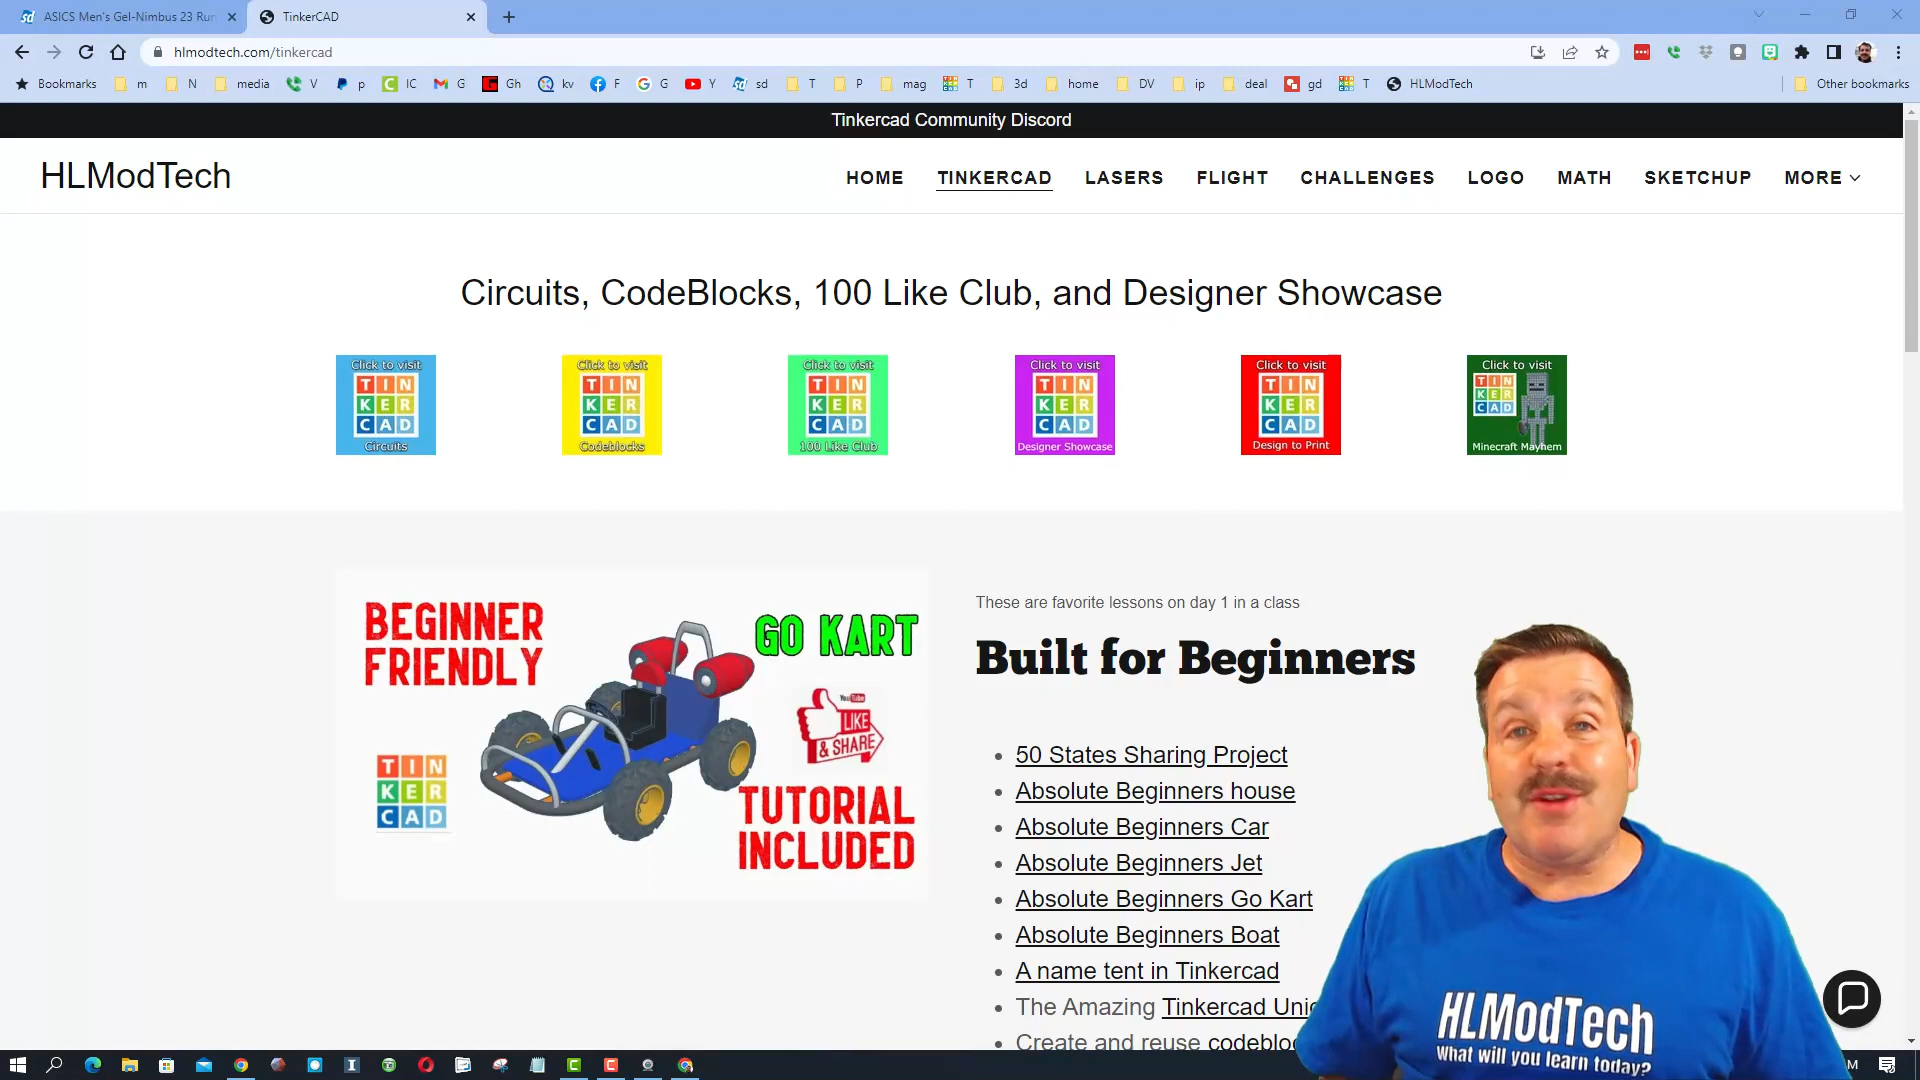 ASICS Men's Gel-Nimbus 23 Run
TinkerCAD
hlmodtech.com/tinkercad
Bookmarks m N media V p IC G Gh kv F G Y sd T P mag T 3d home DV ip deal gd T HLModTech Other bookmarks
Tinkercad Community Discord
HLModTech
HOME TINKERCAD LASERS FLIGHT CHALLENGES LOGO MATH SKETCHUP MORE
Circuits, CodeBlocks, 100 Like Club, and Designer Showcase
Click to visit
TIN
KER
CAD
Circuits
Click to visit
TIN
KER
CAD
Codeblocks
Click to visit
TIN
KER
CAD
100 Like Club
Click to visit
TIN
KER
CAD
Designer Showcase
Click to visit
TIN
KER
CAD
Design to Print
Click to visit
TIN
KER
CAD
Minecraft Mayhem
BEGINNER
FRIENDLY
GO KART
YouTube
LIKE
& SHARE
TIN
KER
CAD
TUTORIAL
INCLUDED
These are favorite lessons on day 1 in a class
Built for Beginners
50 States Sharing Project
Absolute Beginners house
Absolute Beginners Car
Absolute Beginners Jet
Absolute Beginners Go Kart
Absolute Beginners Boat
A name tent in Tinkercad
The Amazing Tinkercad Uni
Create and reuse codeblo
HLModTech
What will you learn today?
M